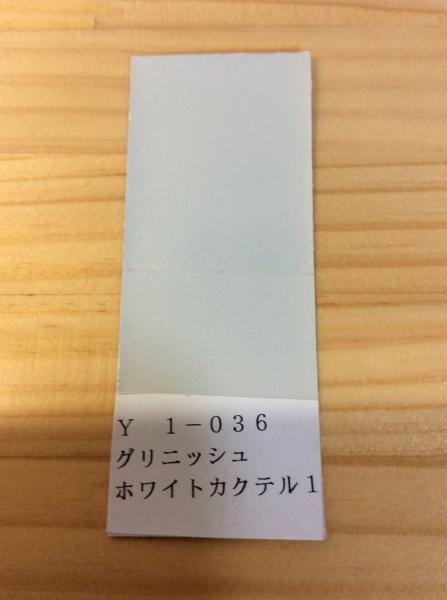 Ｙ　１－０３６
グリニッシュ
ホワイトカクテル１